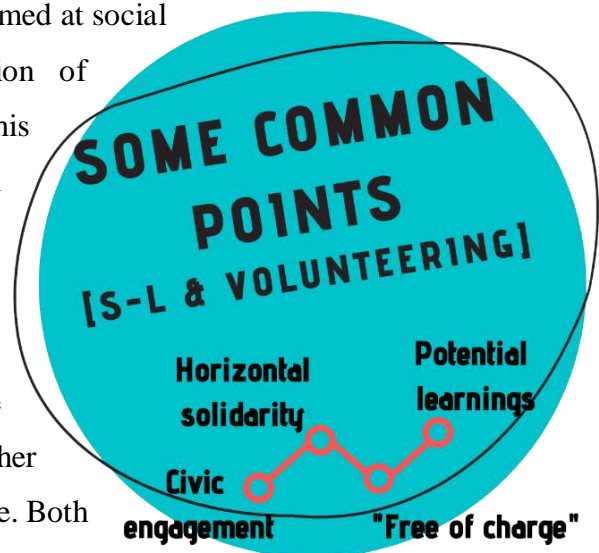 med at social
ion of
his
her
e. Both
SOME COMMON
POINTS
[S-L & VOLUNTEERING]
Horizontal
solidarity
Potential
learnings
Civic
engagement
"Free of charge"